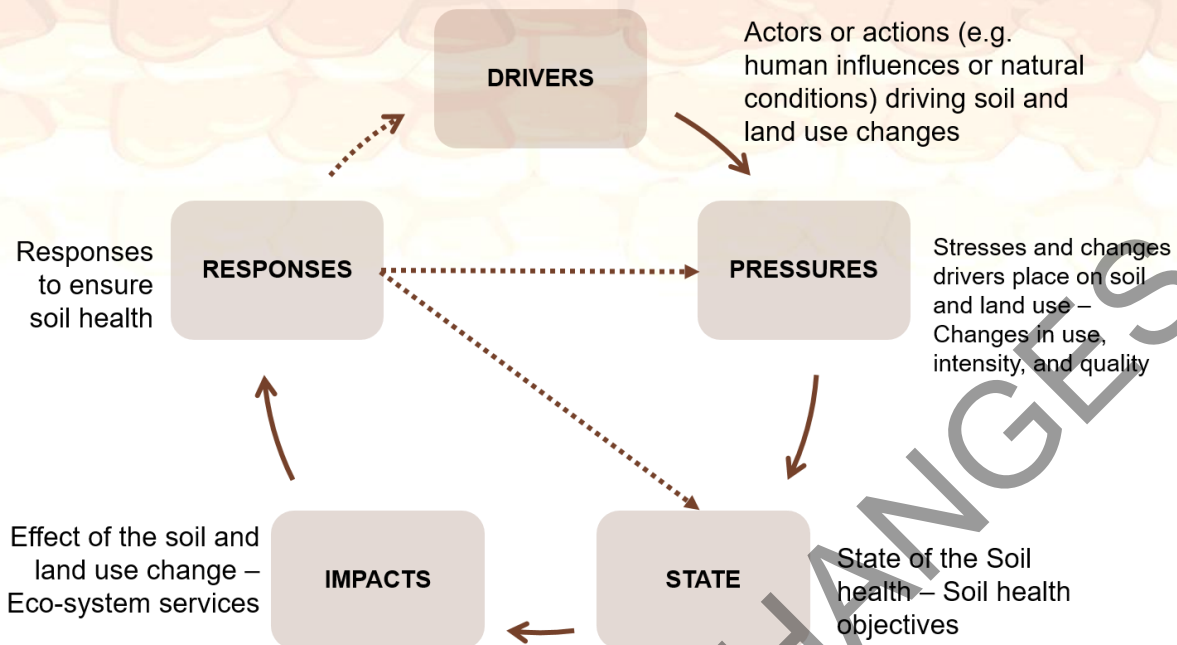 DRIVERS
Actors or actions (e.g.
human influences or natural
conditions) driving soil and
land use changes
Responses
to ensure
soil health
RESPONSES
PRESSURES
Stresses and changes
drivers place on soil
and land use –
Changes in use,
intensity, and quality
Effect of the soil and
land use change –
Eco-system services
IMPACTS
STATE
State of the Soil
health – Soil health
objectives
HANGES